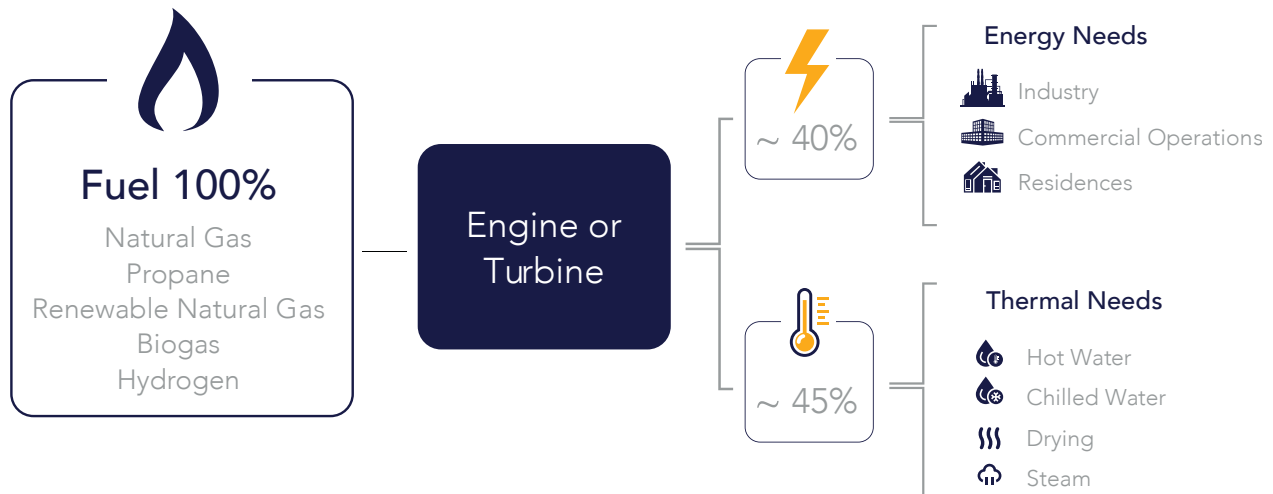 Fuel 100%
Natural Gas
Propane
Renewable Natural Gas
Biogas
Hydrogen
Engine or
Turbine
~ 40%
~ 45%
Energy Needs
Industry
Commercial Operations
Residences
Thermal Needs
Hot Water
Chilled Water
Drying
Steam